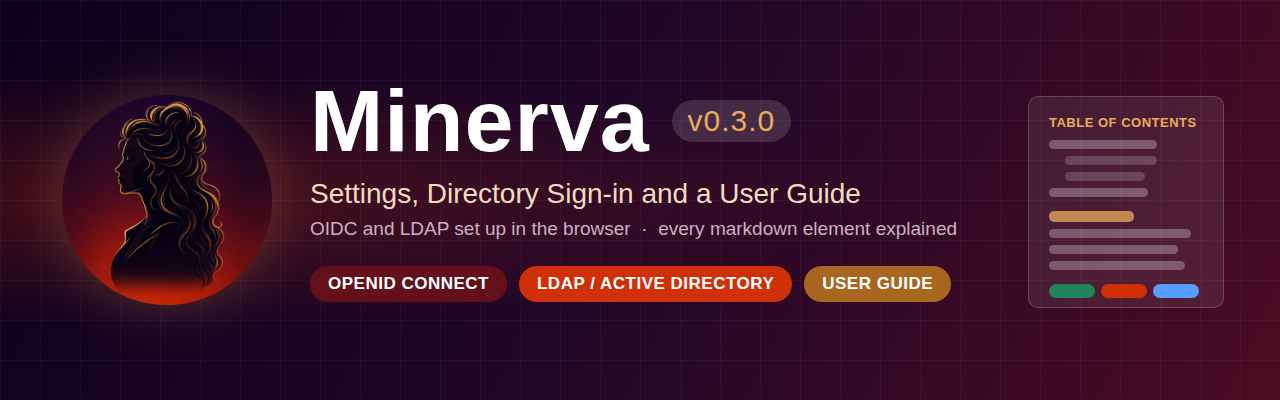 Minerva v0.3.0
Settings, Directory Sign-in and a User Guide
OIDC and LDAP set up in the browser · every markdown element explained
OPENID CONNECT LDAP / ACTIVE DIRECTORY USER GUIDE
TABLE OF CONTENTS